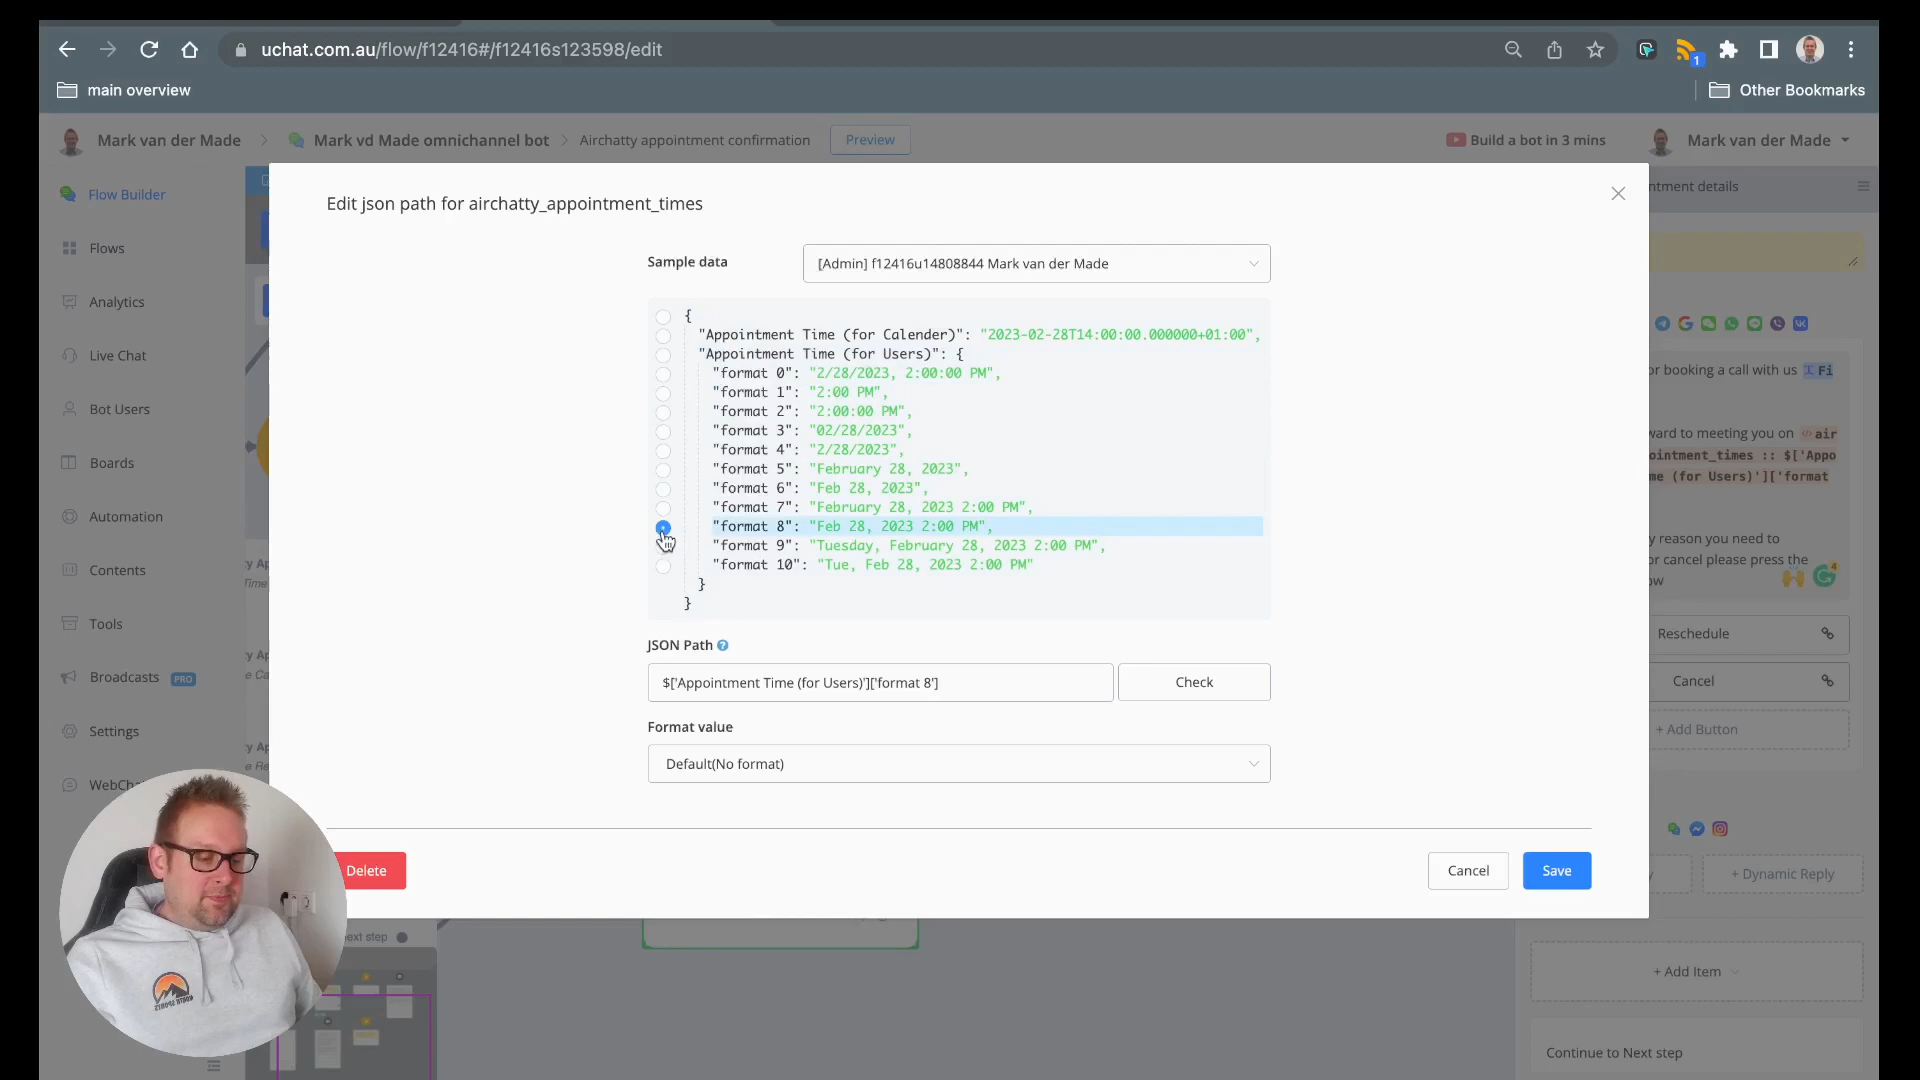 uchat.com.au/flow/f12416#/f12416s123598/edit
1
main overview
Other Bookmarks
Mark van der Made
Mark vd Made omnichannel bot
Airchatty appointment confirmation
Preview
Build a bot in 3 mins
Mark van der Made
Flow Builder
Flows
Analytics
Live Chat
Bot Users
Boards
Automation
Contents
Tools
Broadcasts PRO
Settings
Edit json path for airchatty_appointment_times
Sample data
[Admin] f12416u14808844 Mark van der Made
{
"Appointment Time (for Calender)": "2023-02-28T14:00:00.000000+01:00",
"Appointment Time (for Users)": {
"format 0": "2/28/2023, 2:00:00 PM",
"format 1": "2:00 PM",
"format 2": "2:00:00 PM",
"format 3": "02/28/2023",
"format 4": "2/28/2023",
"format 5": "February 28, 2023",
"format 6": "Feb 28, 2023",
"format 7": "February 28, 2023 2:00 PM",
"format 8": "Feb 28, 2023 2:00 PM",
"format 9": "Tuesday, February 28, 2023 2:00 PM",
"format 10": "Tue, Feb 28, 2023 2:00 PM"
}
}
JSON Path
$['Appointment Time (for Users)']['format 8']
Check
Format value
Default(No format)
Delete
Cancel
Save
ntment details
or booking a call with us Fi
ward to meeting you on air
ointment_times :: $['Appo
me (for Users)']['format
y reason you need to
or cancel please press the
ow
4
Reschedule
Cancel
+ Add Button
+ Dynamic Reply
+ Add Item
Continue to Next step
ext step